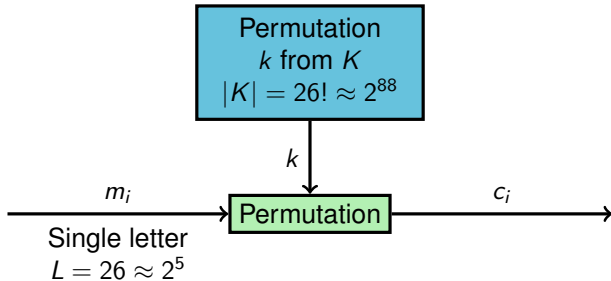 Permutation
k from K
|K| = 26! ≈ 2^88
k
m_i
Permutation
c_i
Single letter
L = 26 ≈ 2^5